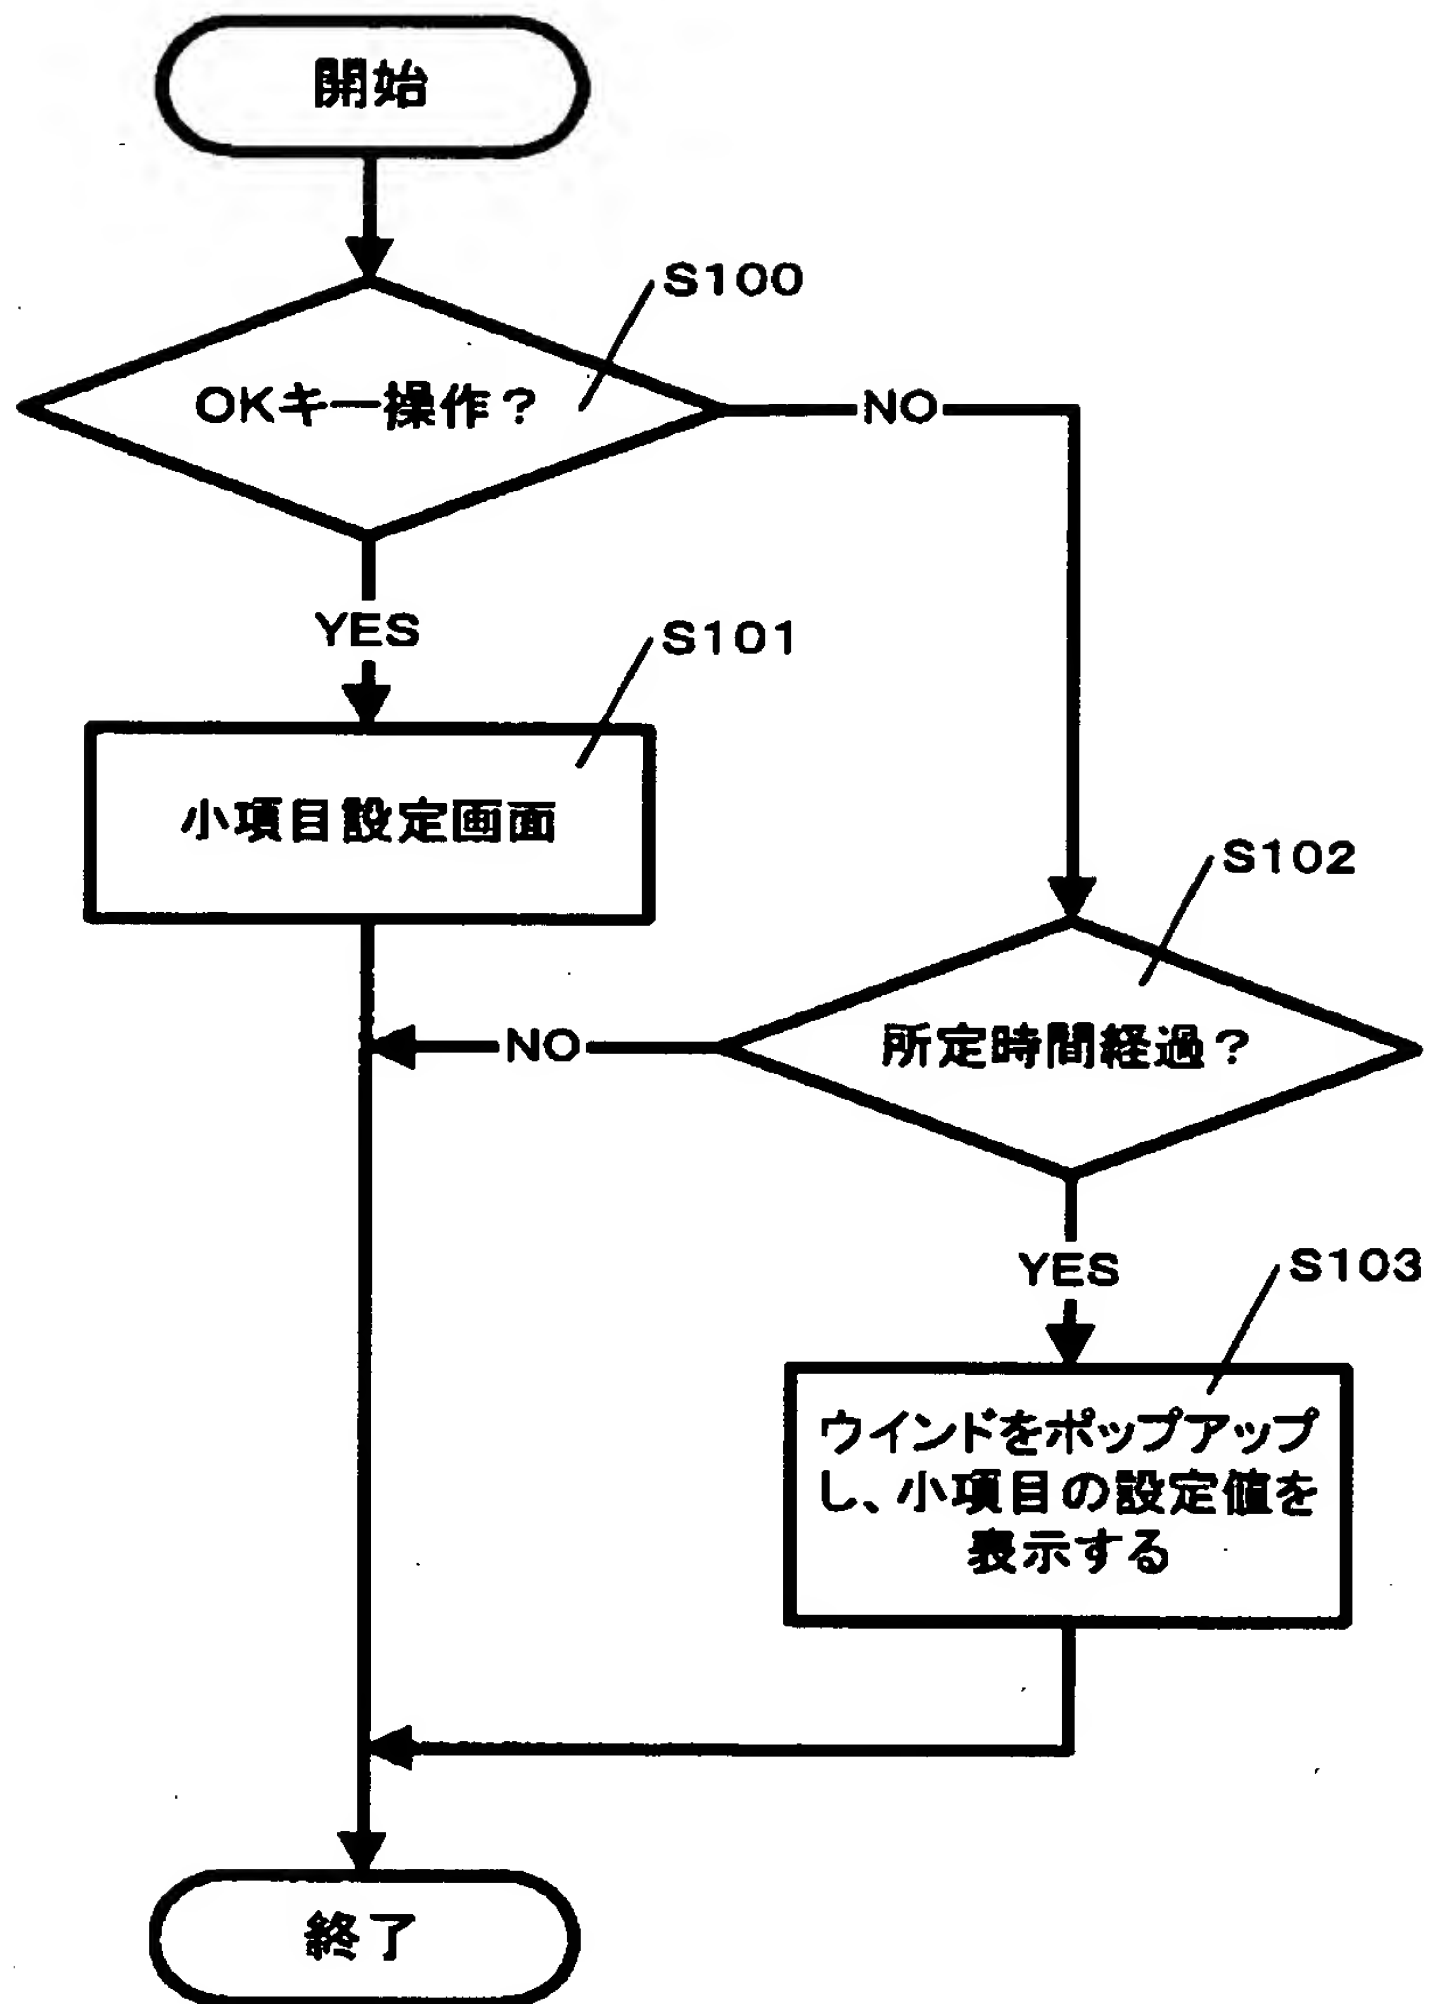 開始
S100
OKキー操作？
NO
YES
S101
小項目設定画面
S102
所定時間経過？
NO
YES
S103
ウインドをポップアップ
し、小項目の設定値を
表示する
終了